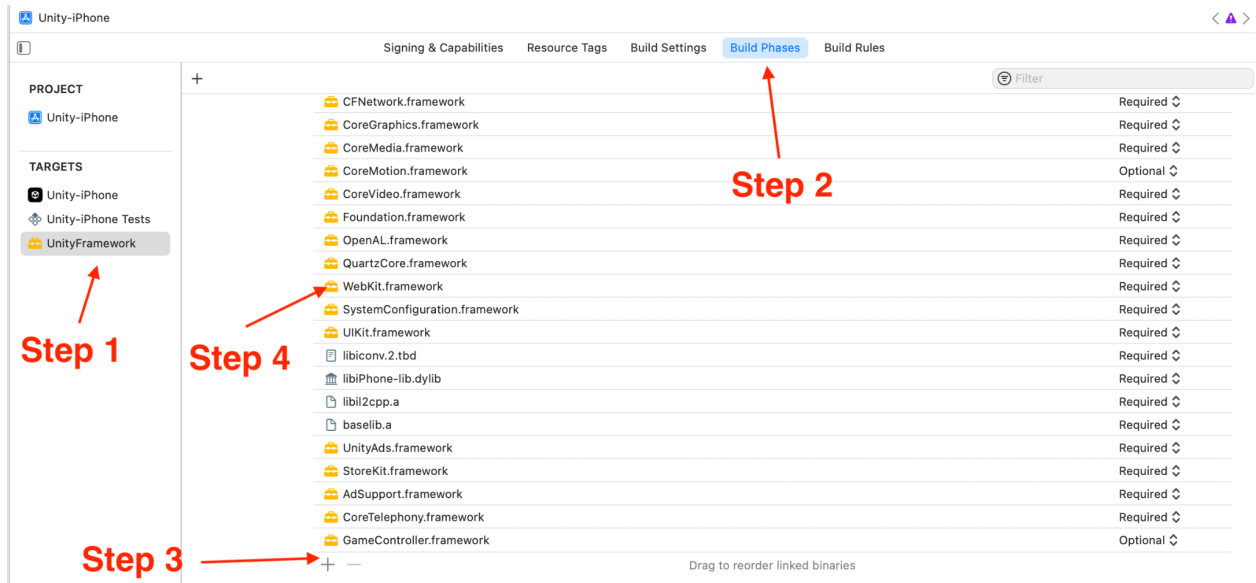 Unity-iPhone
Signing & Capabilities Resource Tags Build Settings Build Phases Build Rules
PROJECT
Unity-iPhone
TARGETS
Unity-iPhone
Unity-iPhone Tests
UnityFramework
Step 1
Step 2
Filter
CFNetwork.framework Required
CoreGraphics.framework Required
CoreMedia.framework Required
CoreMotion.framework Optional
CoreVideo.framework Required
Foundation.framework Required
OpenAL.framework Required
QuartzCore.framework Required
WebKit.framework Required
SystemConfiguration.framework Required
UIKit.framework Required
libiconv.2.tbd Required
libiPhone-lib.dylib Required
libil2cpp.a Required
baselib.a Required
UnityAds.framework Required
StoreKit.framework Required
AdSupport.framework Required
CoreTelephony.framework Required
GameController.framework Optional
Step 4
Step 3
Drag to reorder linked binaries